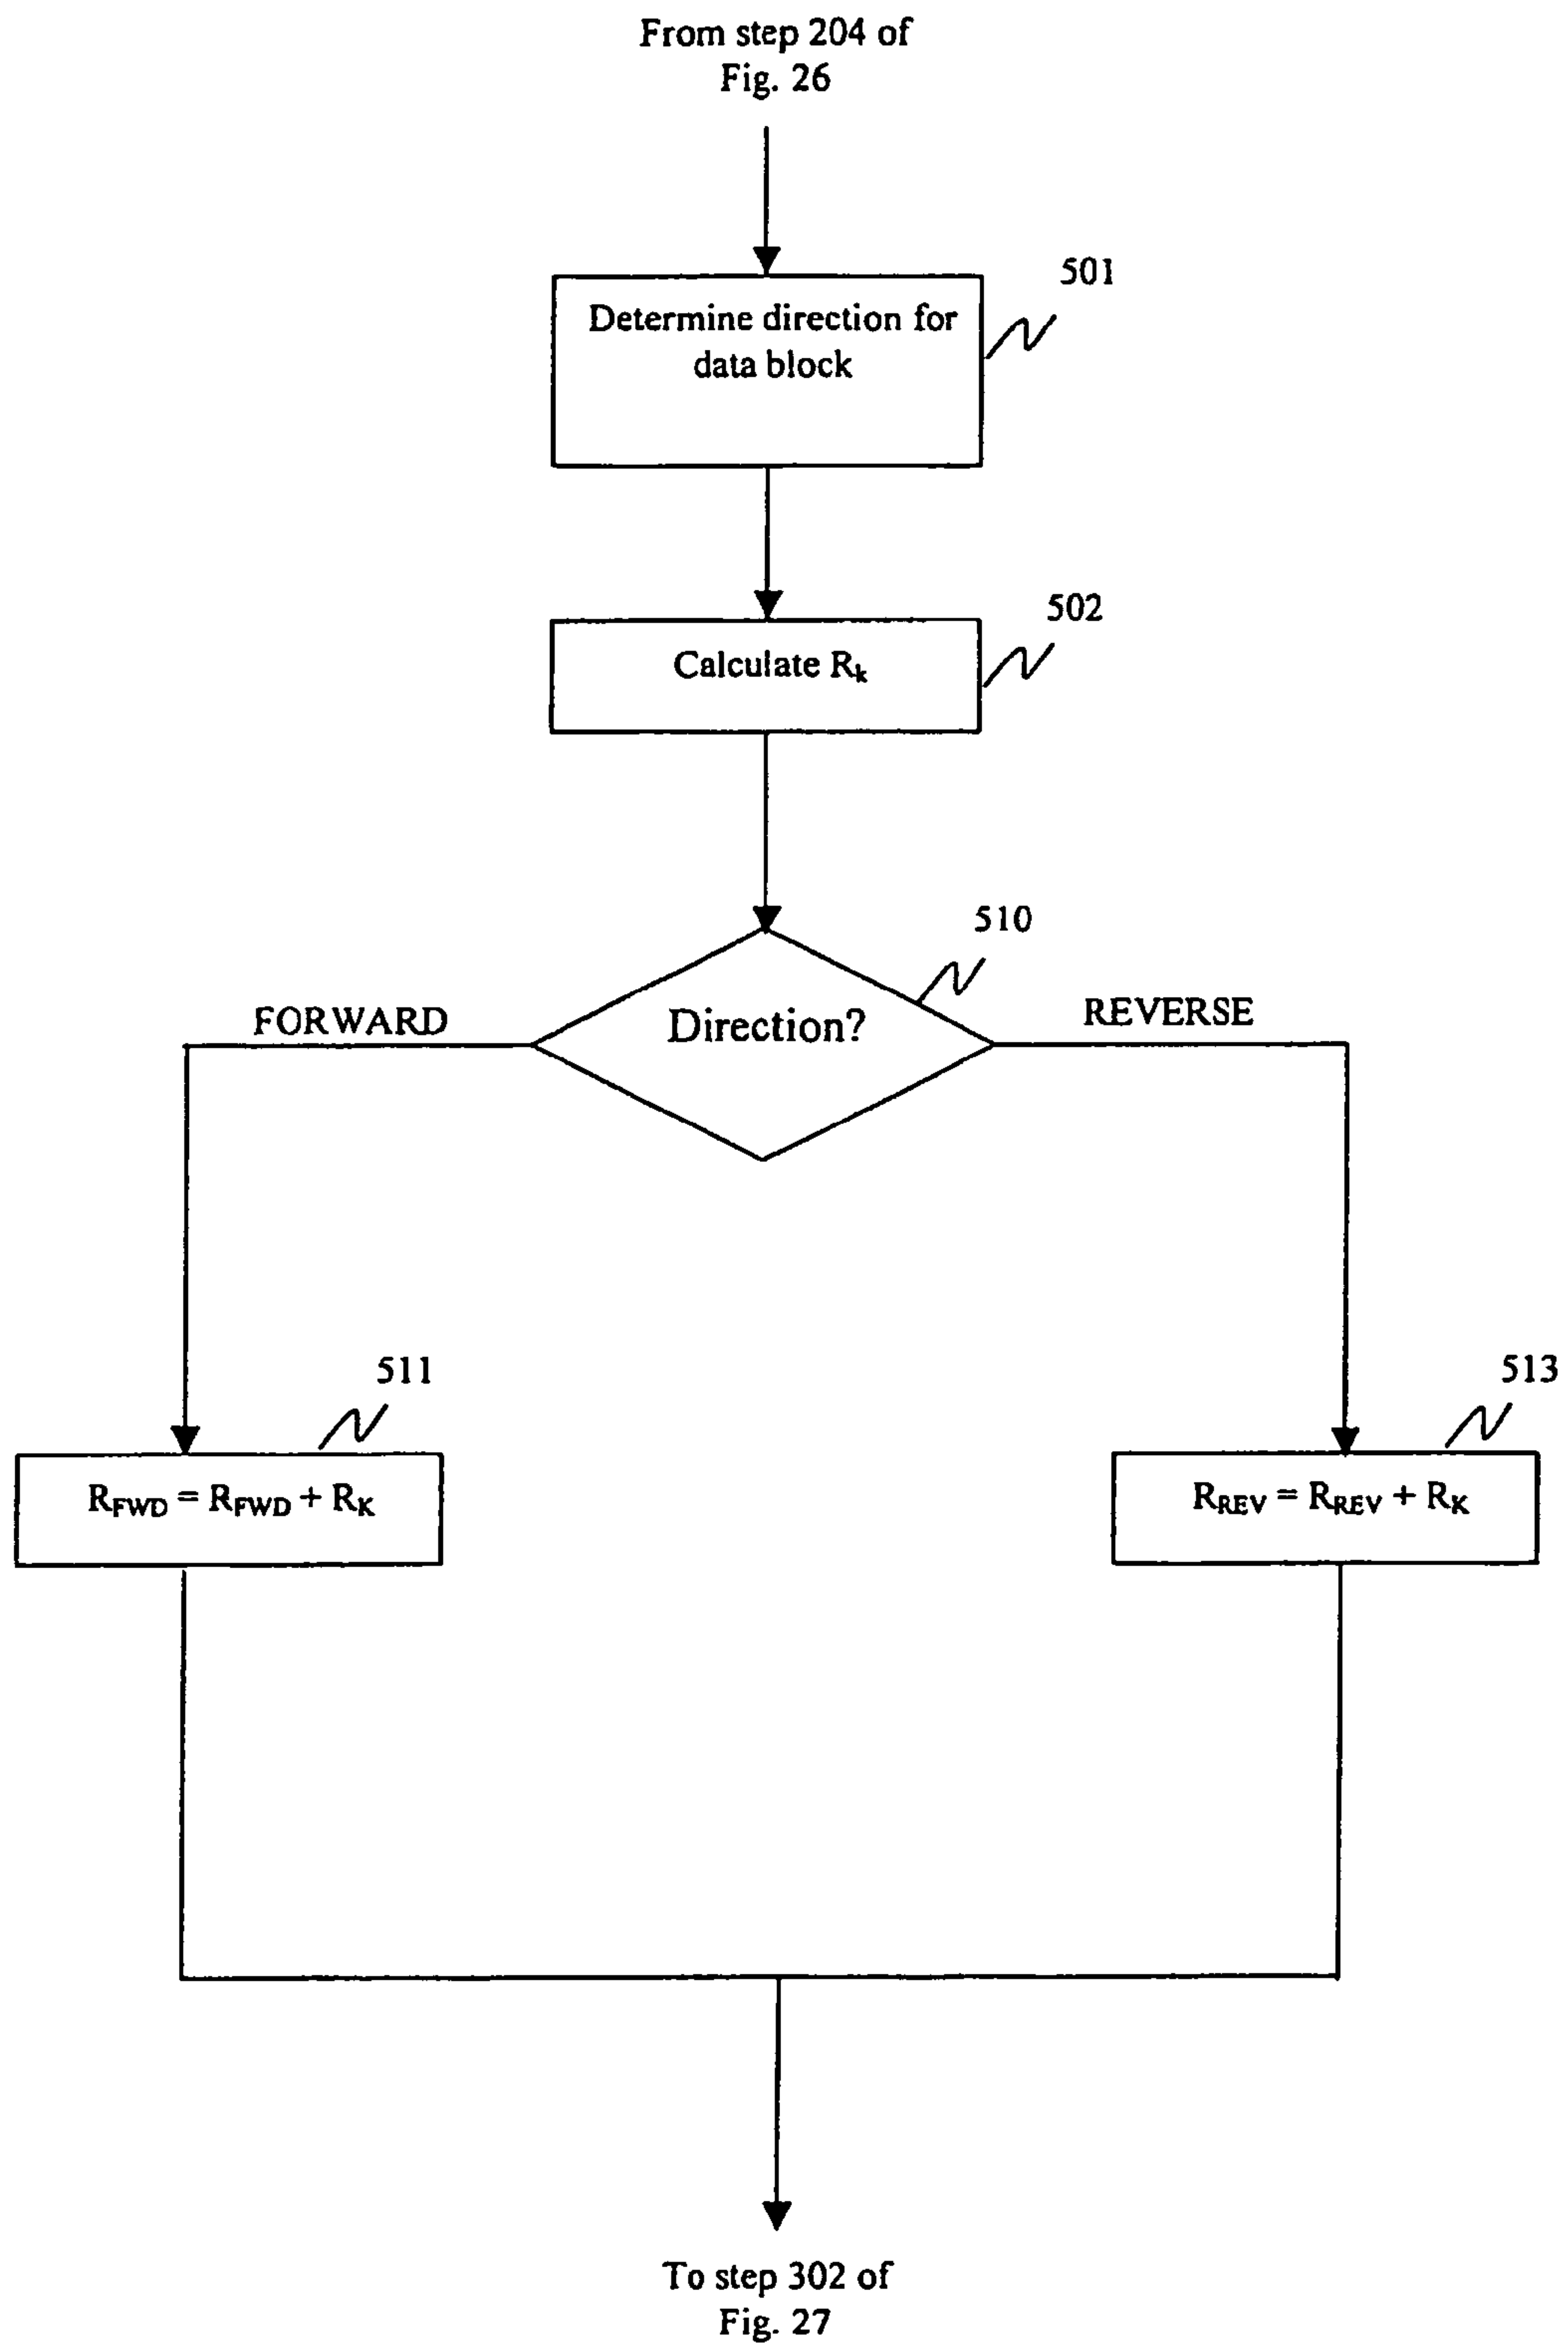 From step 204 of
Fig. 26
501
Determine direction for
data block
502
Calculate Rk
510
Direction?
FORWARD
REVERSE
511
513
RFWD = RFWD + RK
RREV = RREV + RK
To step 302 of
Fig. 27